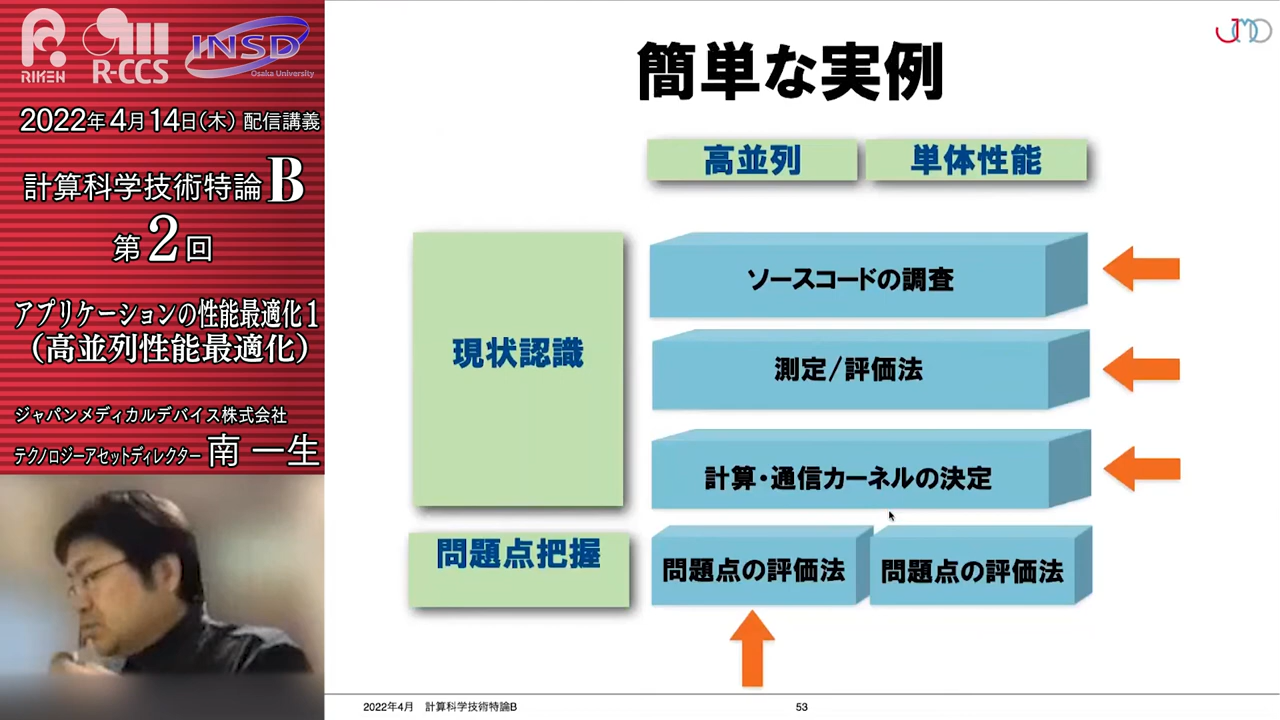 RIKEN
R-CCS
INSD
Osaka University
2022年4月14日(木) 配信講義
計算科学技術特論B
第2回
アプリケーションの性能最適化1
(高並列性能最適化)
ジャパンメディカルデバイス株式会社
テクノロジーアセットディレクター 南 一生
JMD
簡単な実例
高並列 単体性能
現状認識
ソースコードの調査
測定/評価法
計算・通信カーネルの決定
問題点把握
問題点の評価法 問題点の評価法
2022年4月 計算科学技術特論B 53